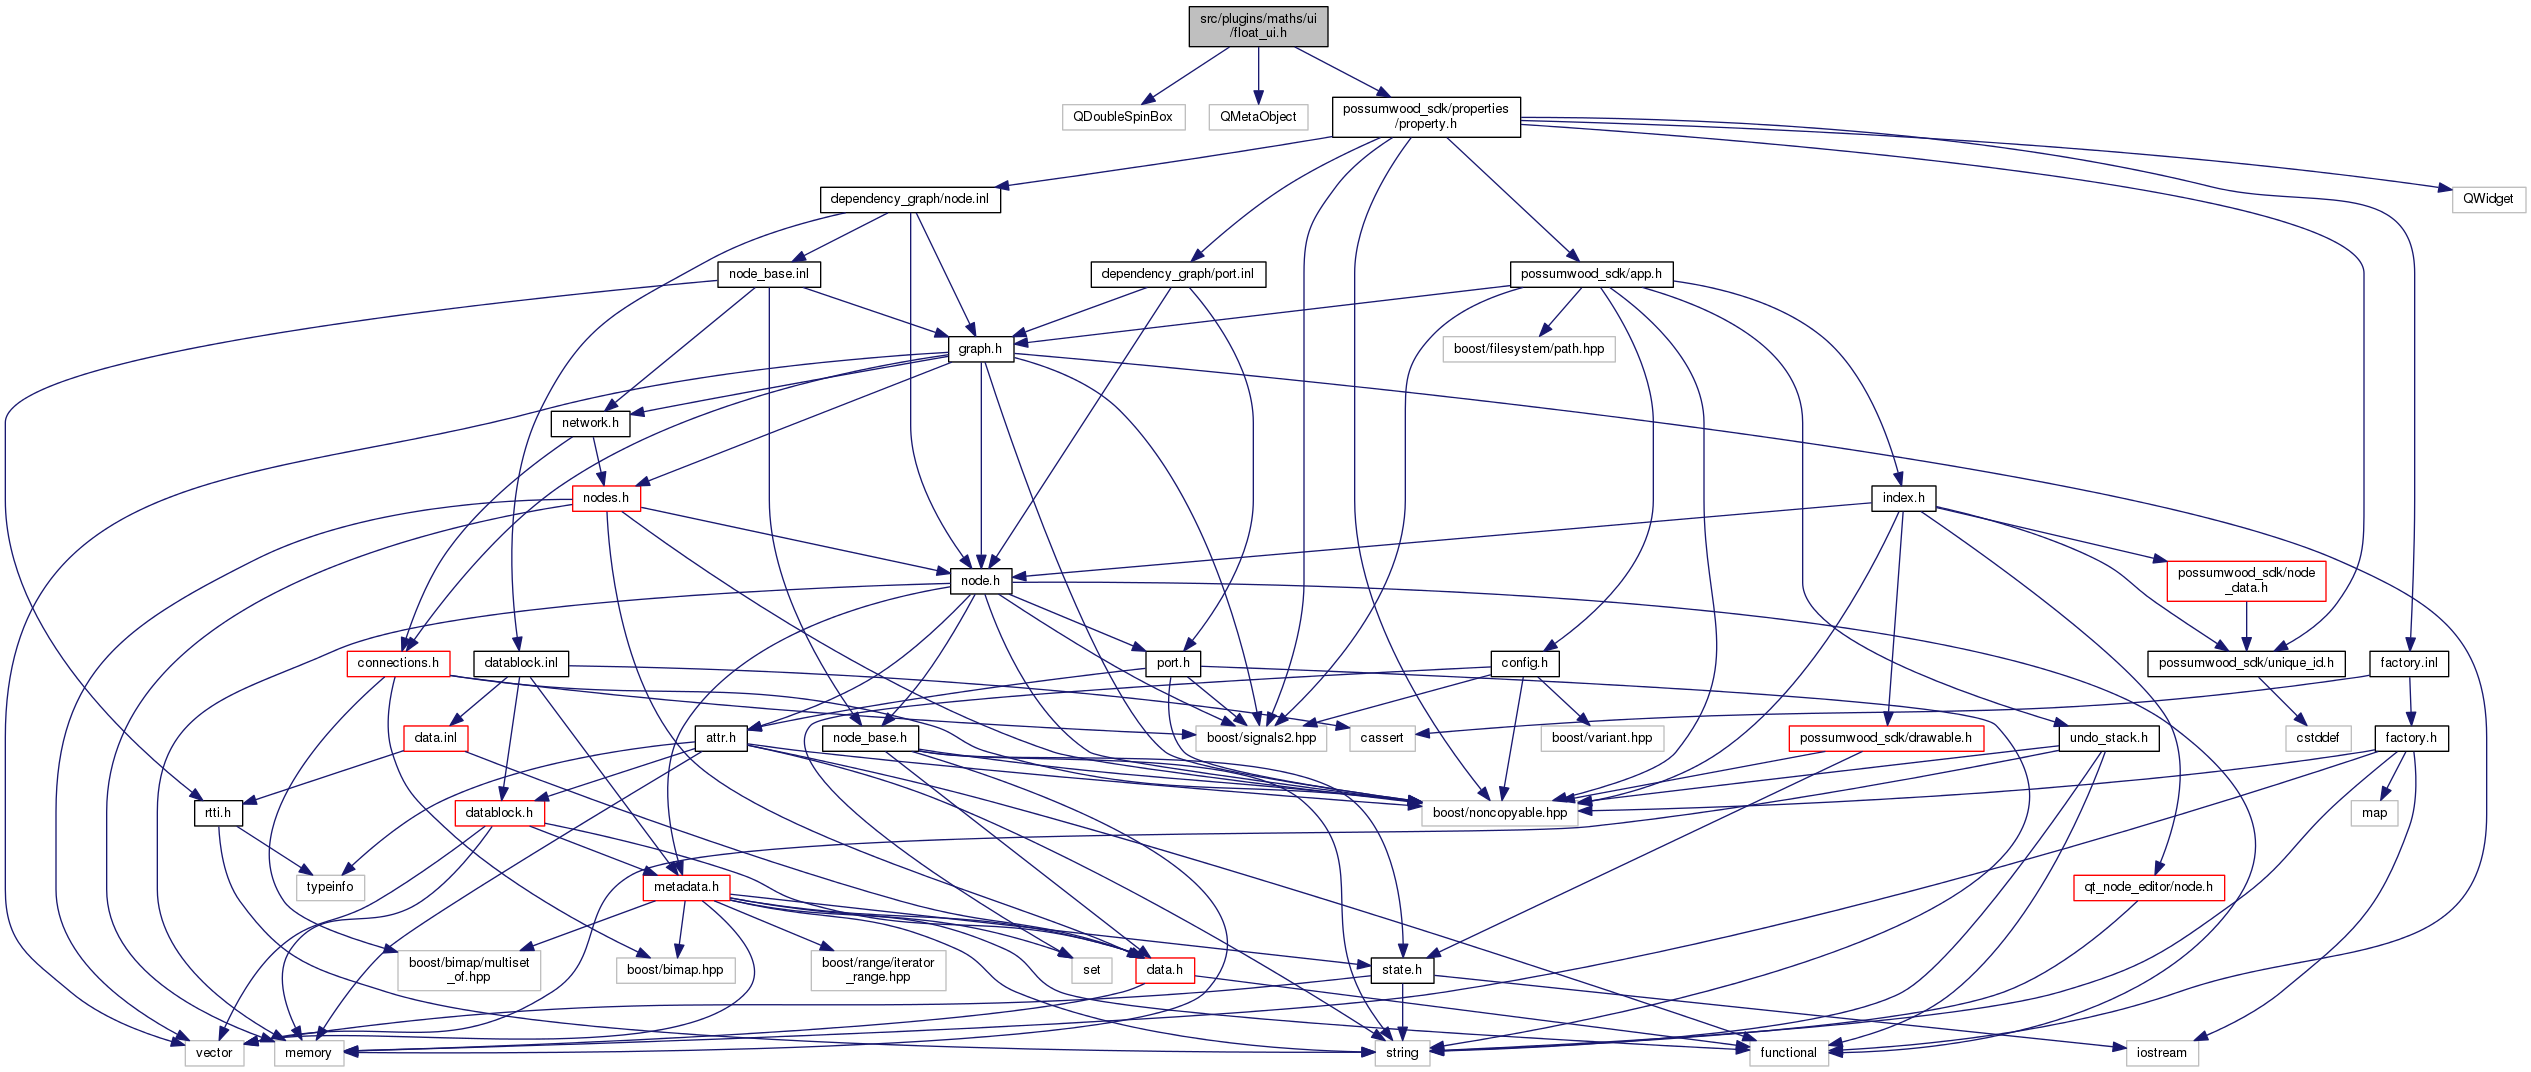 src/plugins/maths/ui
/float_ui.h
QDoubleSpinBox
QMetaObject
possumwood_sdk/properties
/property.h
dependency_graph/node.inl
QWidget
node_base.inl
dependency_graph/port.inl
possumwood_sdk/app.h
graph.h
boost/filesystem/path.hpp
network.h
nodes.h
index.h
node.h
possumwood_sdk/node
_data.h
connections.h
datablock.inl
port.h
config.h
possumwood_sdk/unique_id.h
factory.inl
data.inl
attr.h
node_base.h
boost/signals2.hpp
cassert
boost/variant.hpp
possumwood_sdk/drawable.h
undo_stack.h
cstddef
factory.h
rtti.h
datablock.h
boost/noncopyable.hpp
map
typeinfo
metadata.h
qt_node_editor/node.h
boost/bimap/multiset
_of.hpp
boost/bimap.hpp
boost/range/iterator
_range.hpp
set
data.h
state.h
vector
memory
string
functional
iostream